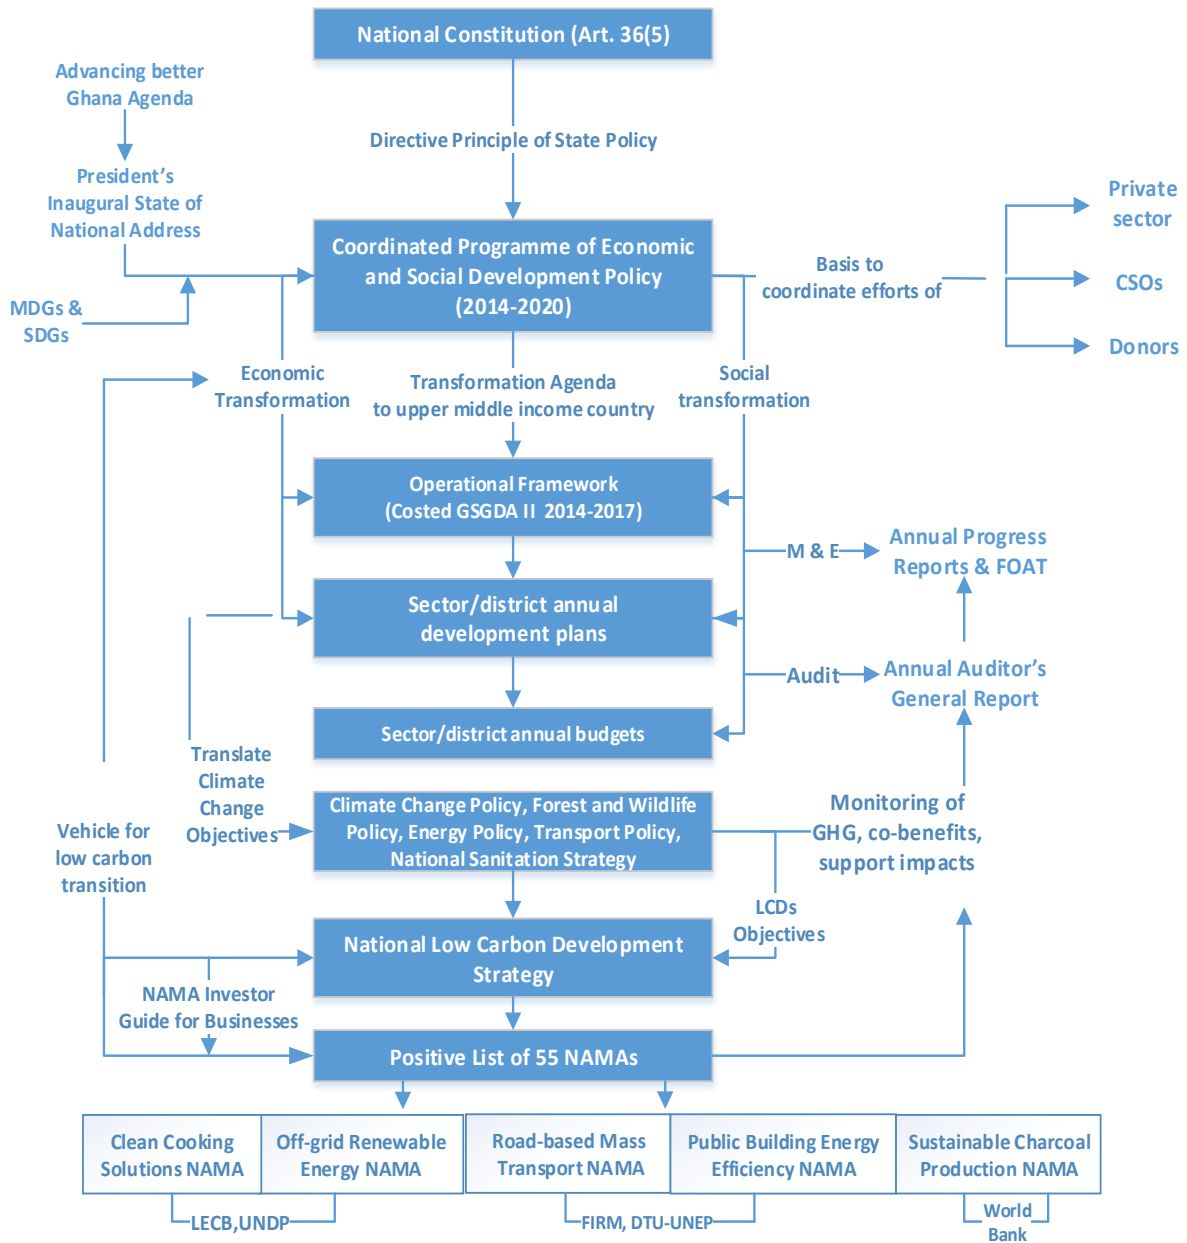 National Constitution (Art. 36(5)
Advancing better
Ghana Agenda
Directive Principle of State Policy
President's
Inaugural State of
National Address
Private
sector
Coordinated Programme of Economic
and Social Development Policy
(2014-2020)
Basis to
coordinate efforts of
CSOs
MDGs &
SDGs
Donors
Economic
Transformation
Transformation Agenda
to upper middle income country
Social
transformation
Operational Framework
(Costed GSGDA II 2014-2017)
M & E
Annual Progress
Reports & FOAT
Sector/district annual
development plans
Audit
Annual Auditor's
General Report
Sector/district annual budgets
Translate
Climate
Change
Objectives
Climate Change Policy, Forest and Wildlife
Policy, Energy Policy, Transport Policy,
National Sanitation Strategy
Monitoring of
GHG, co-benefits,
support impacts
Vehicle for
low carbon
transition
LCDs
Objectives
National Low Carbon Development
Strategy
NAMA Investor
Guide for Businesses
Positive List of 55 NAMAs
Clean Cooking
Solutions NAMA
Off-grid Renewable
Energy NAMA
Road-based Mass
Transport NAMA
Public Building Energy
Efficiency NAMA
Sustainable Charcoal
Production NAMA
LECB,UNDP
FIRM, DTU-UNEP
World
Bank